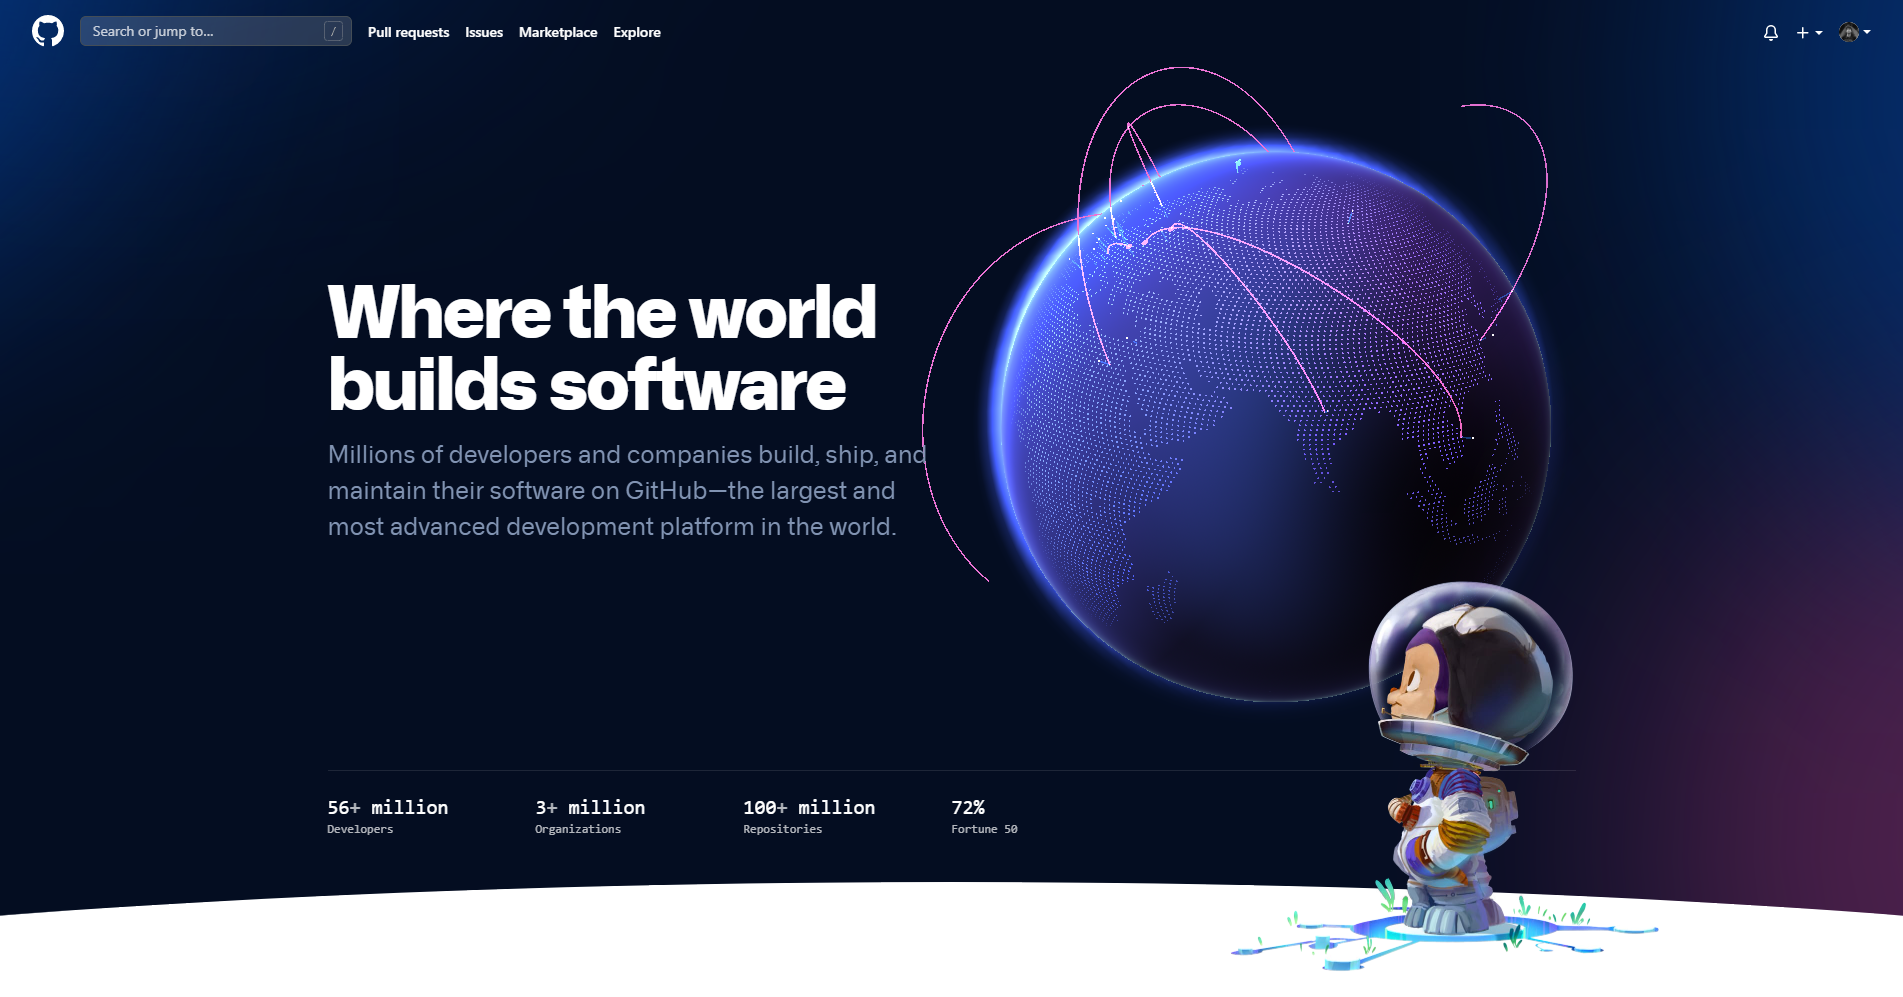 Search or jump to...
/
Pull requests
Issues
Marketplace
Explore
Where the world
builds software
Millions of developers and companies build, ship, and
maintain their software on GitHub—the largest and
most advanced development platform in the world.
56+ million
Developers
3+ million
Organizations
100+ million
Repositories
72%
Fortune 50